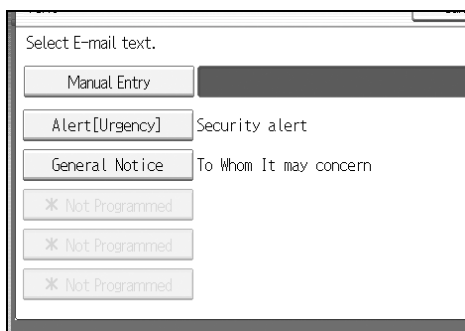 Select E-mail text.
Manual Entry
Alert[Urgency] Security alert
General Notice To Whom It may concern
✱ Not Programmed
✱ Not Programmed
✱ Not Programmed